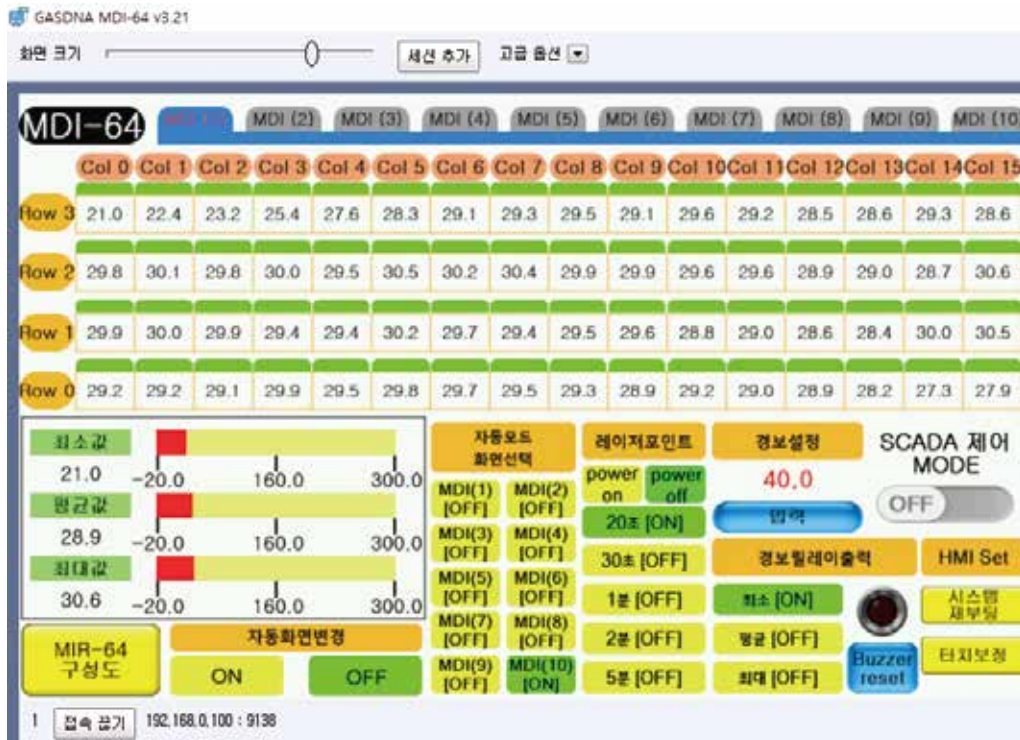 GASDNA MDI-64 v3.21
화면 크기 세션 추가 고급 옵션
MDI-64 MDI (2) MDI (3) MDI (4) MDI (5) MDI (6) MDI (7) MDI (8) MDI (9) MDI (10)
Col 0 Col 1 Col 2 Col 3 Col 4 Col 5 Col 6 Col 7 Col 8 Col 9 Col 10 Col 11 Col 12 Col 13 Col 14 Col 15
Row 3 21.0 22.4 23.2 25.4 27.6 28.3 29.1 29.3 29.5 29.1 29.6 29.2 28.5 28.6 29.3 28.6
Row 2 29.8 30.1 29.8 30.0 29.5 30.5 30.2 30.4 29.9 29.9 29.6 29.6 28.9 29.0 28.7 30.6
Row 1 29.9 30.0 29.9 29.4 29.4 30.2 29.7 29.4 29.5 29.6 28.8 29.0 28.6 28.4 30.0 30.5
Row 0 29.2 29.2 29.1 29.9 29.5 29.8 29.7 29.5 29.3 28.9 29.2 29.0 28.9 28.2 27.3 27.9
최소값
21.0 -20.0 160.0 300.0
평균값
28.9 -20.0 160.0 300.0
최대값
30.6 -20.0 160.0 300.0
MIR-64
구성도
자동화면변경
ON OFF
자동모드
화면선택
MDI(1) [OFF] MDI(2) [OFF]
MDI(3) [OFF] MDI(4) [OFF]
MDI(5) [OFF] MDI(6) [OFF]
MDI(7) [OFF] MDI(8) [OFF]
MDI(9) [OFF] MDI(10) [ON]
레이저포인트
power on power off
20초 [ON]
30초 [OFF]
1분 [OFF]
2분 [OFF]
5분 [OFF]
경보설정
40.0
입력
SCADA 제어
MODE
OFF
경보릴레이출력
최소 [ON]
평균 [OFF]
최대 [OFF]
Buzzer
reset
HMI Set
시스템
재부팅
터치보정
1 접속 끊기 192.168.0.100 : 9138